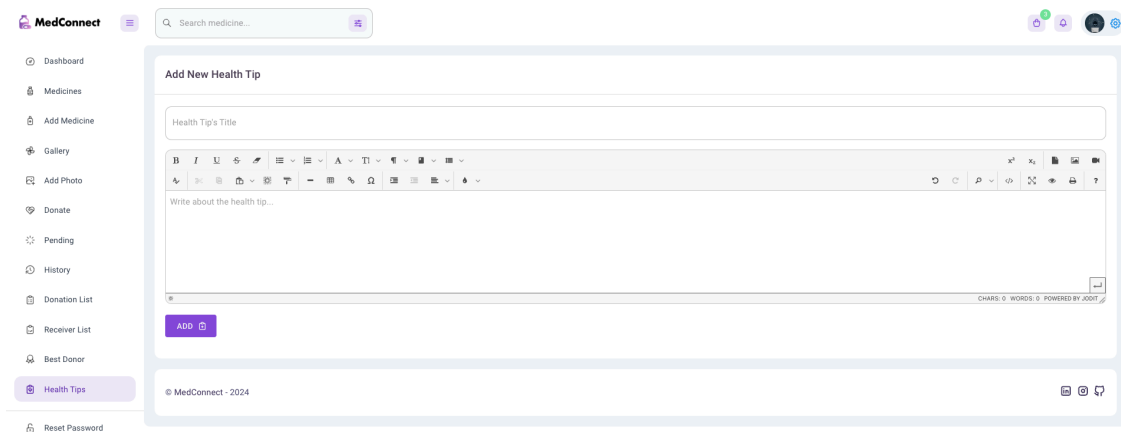 MedConnect
Search medicine...
3
Dashboard
Medicines
Add Medicine
Gallery
Add Photo
Donate
Pending
History
Donation List
Receiver List
Best Donor
Health Tips
Reset Password
Add New Health Tip
Health Tip's Title
B I U S A T ¶ Ω x² x₂ ?
Write about the health tip...
CHARS: 0 WORDS: 0 POWERED BY JODIT
ADD
© MedConnect - 2024
in